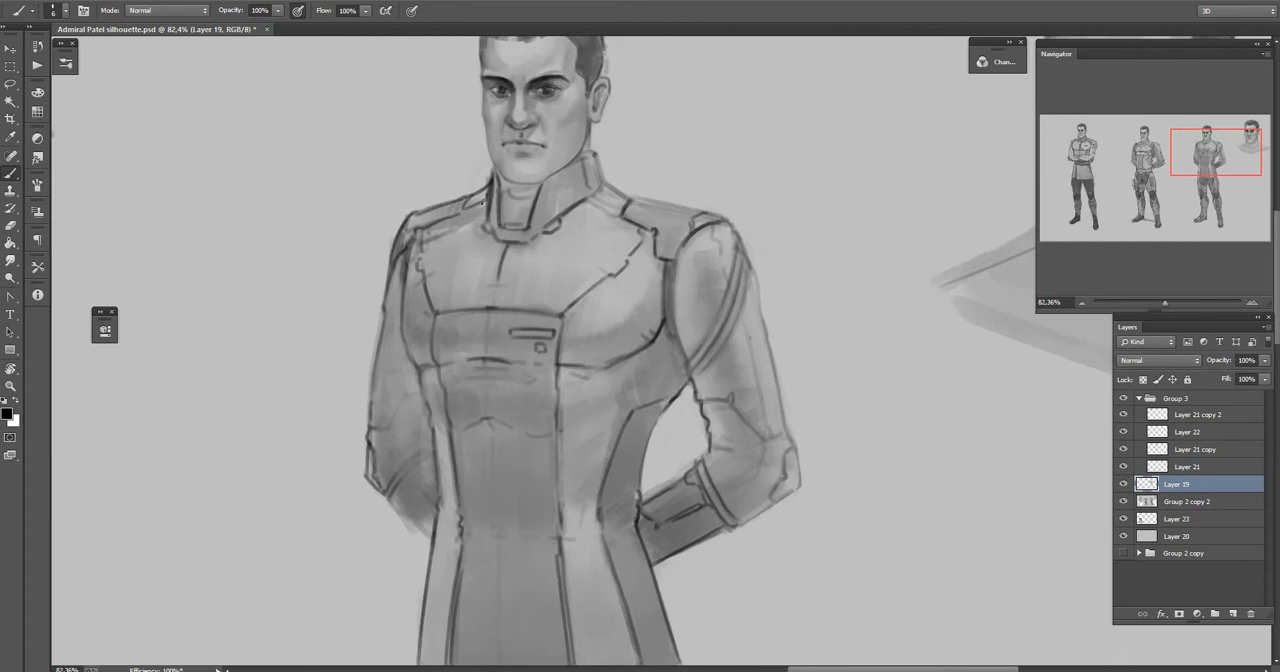 Mode: Normal Opacity: 100% Flow: 100% 3D
6
Admiral Patel silhouette.psd @ 82,4% (Layer 19, RGB/8) * ×
Chan...
Navigator
82,36%
Layers
Kind
Normal Opacity: 100%
Lock: Fill: 100%
Group 3
Layer 21 copy 2
Layer 22
Layer 21 copy
Layer 21
Layer 19
Group 2 copy 2
Layer 23
Layer 20
Group 2 copy
82,36% Efficiency: 100%*